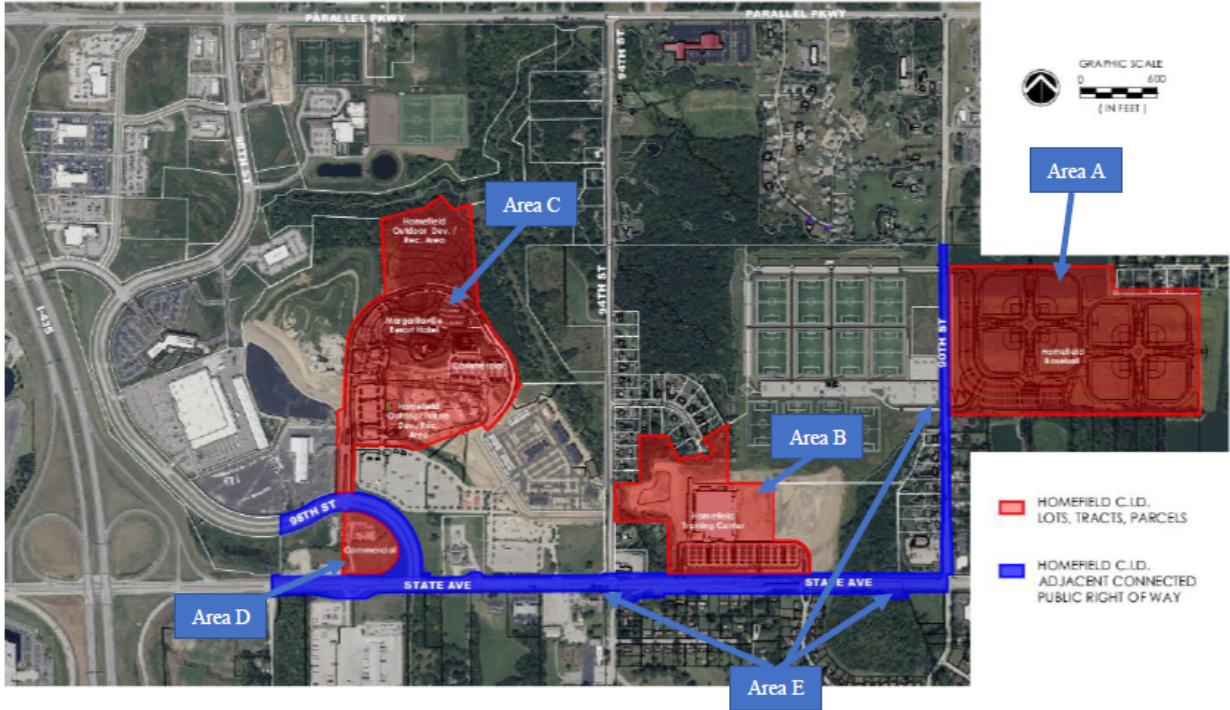 PARALLEL PKWY
PARALLEL PKWY
98TH ST
94TH ST
GRAPHIC SCALE
0 600
( IN FEET )
Area A
Area C
Homefield
Outdoor Dev. /
Rec. Area
94TH ST
I-435
Margaritaville
Resort Hotel
Commercial
90TH ST
Homefield
Baseball
Homefield
Outdoor Future
Dev./Rec.
Area
Area B
98TH ST
Homefield
Training Center
HOMEFIELD C.I.D.
LOTS, TRACTS, PARCELS
Commercial
HOMEFIELD C.I.D.
ADJACENT CONNECTED
PUBLIC RIGHT OF WAY
STATE AVE
STATE AVE
Area D
Area E